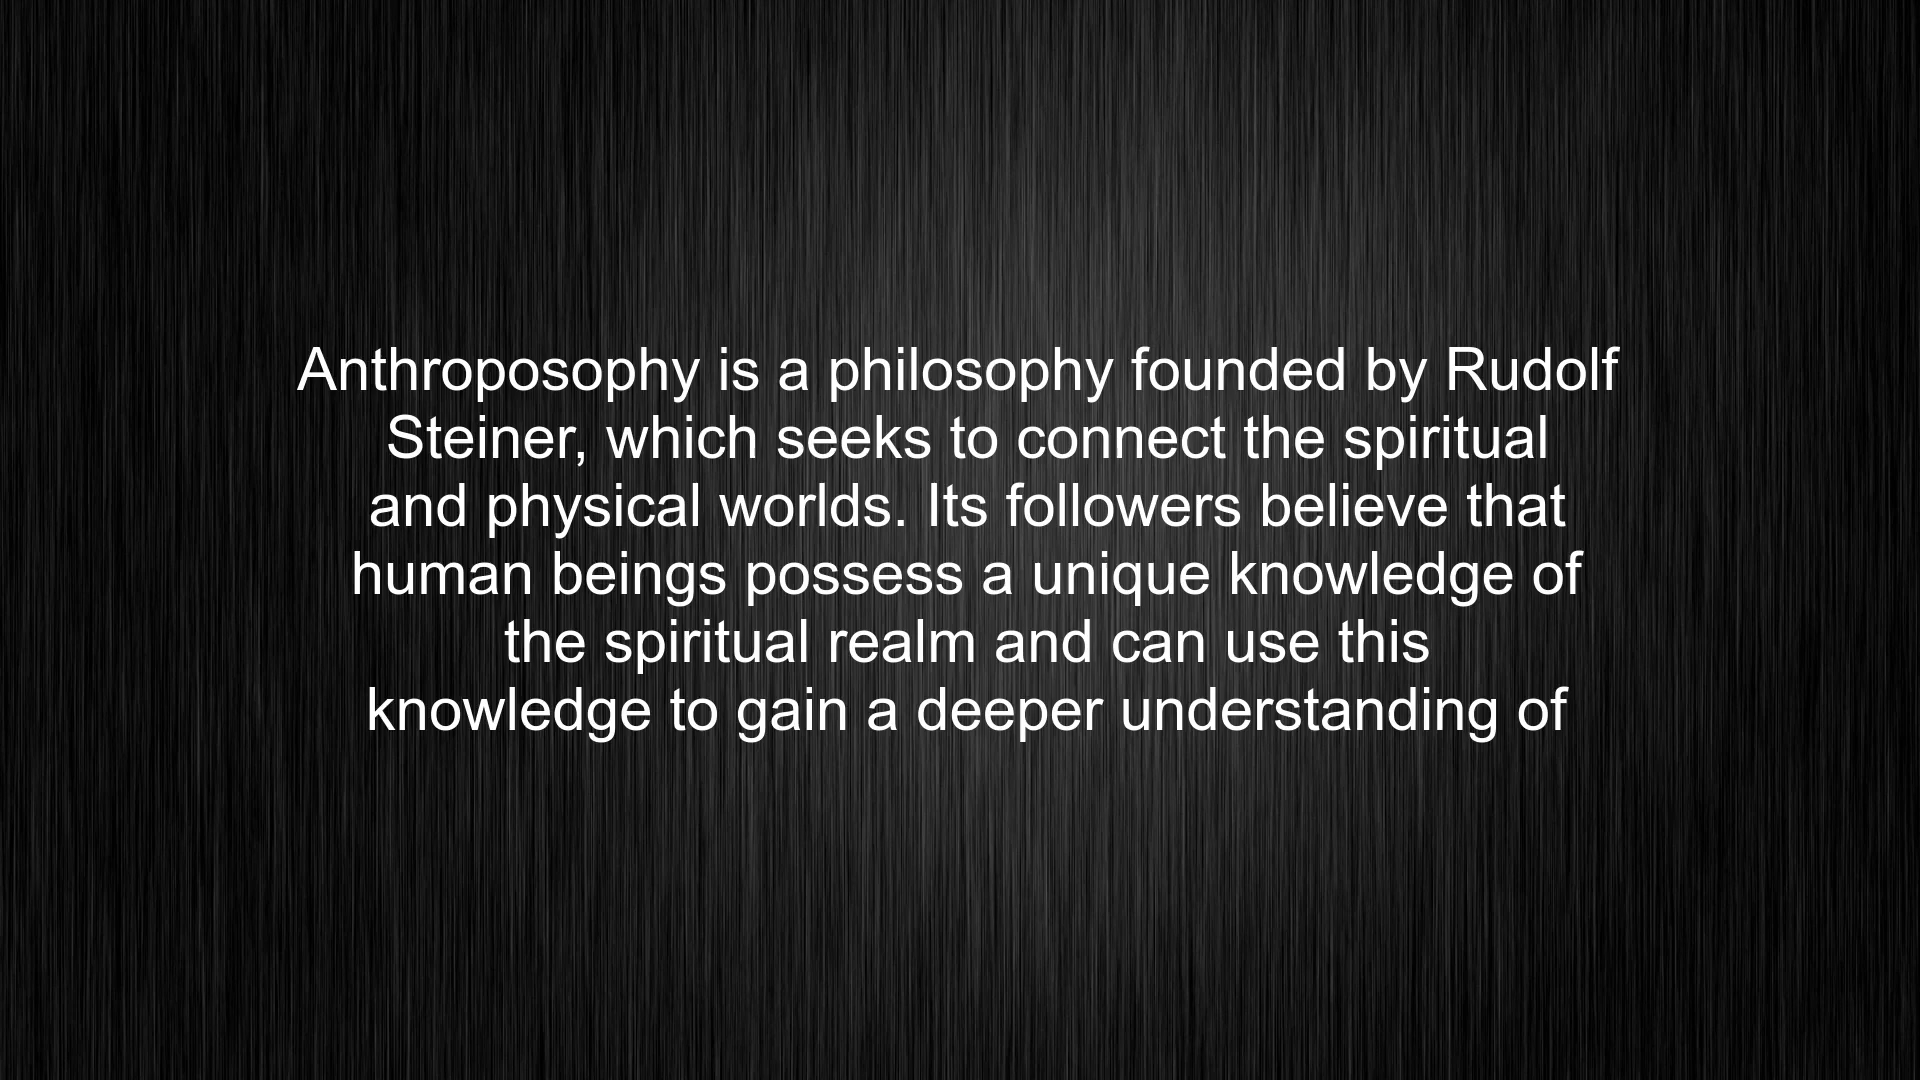 Anthroposophy is a philosophy founded by Rudolf
Steiner, which seeks to connect the spiritual
and physical worlds. Its followers believe that
human beings possess a unique knowledge of
the spiritual realm and can use this
knowledge to gain a deeper understanding of